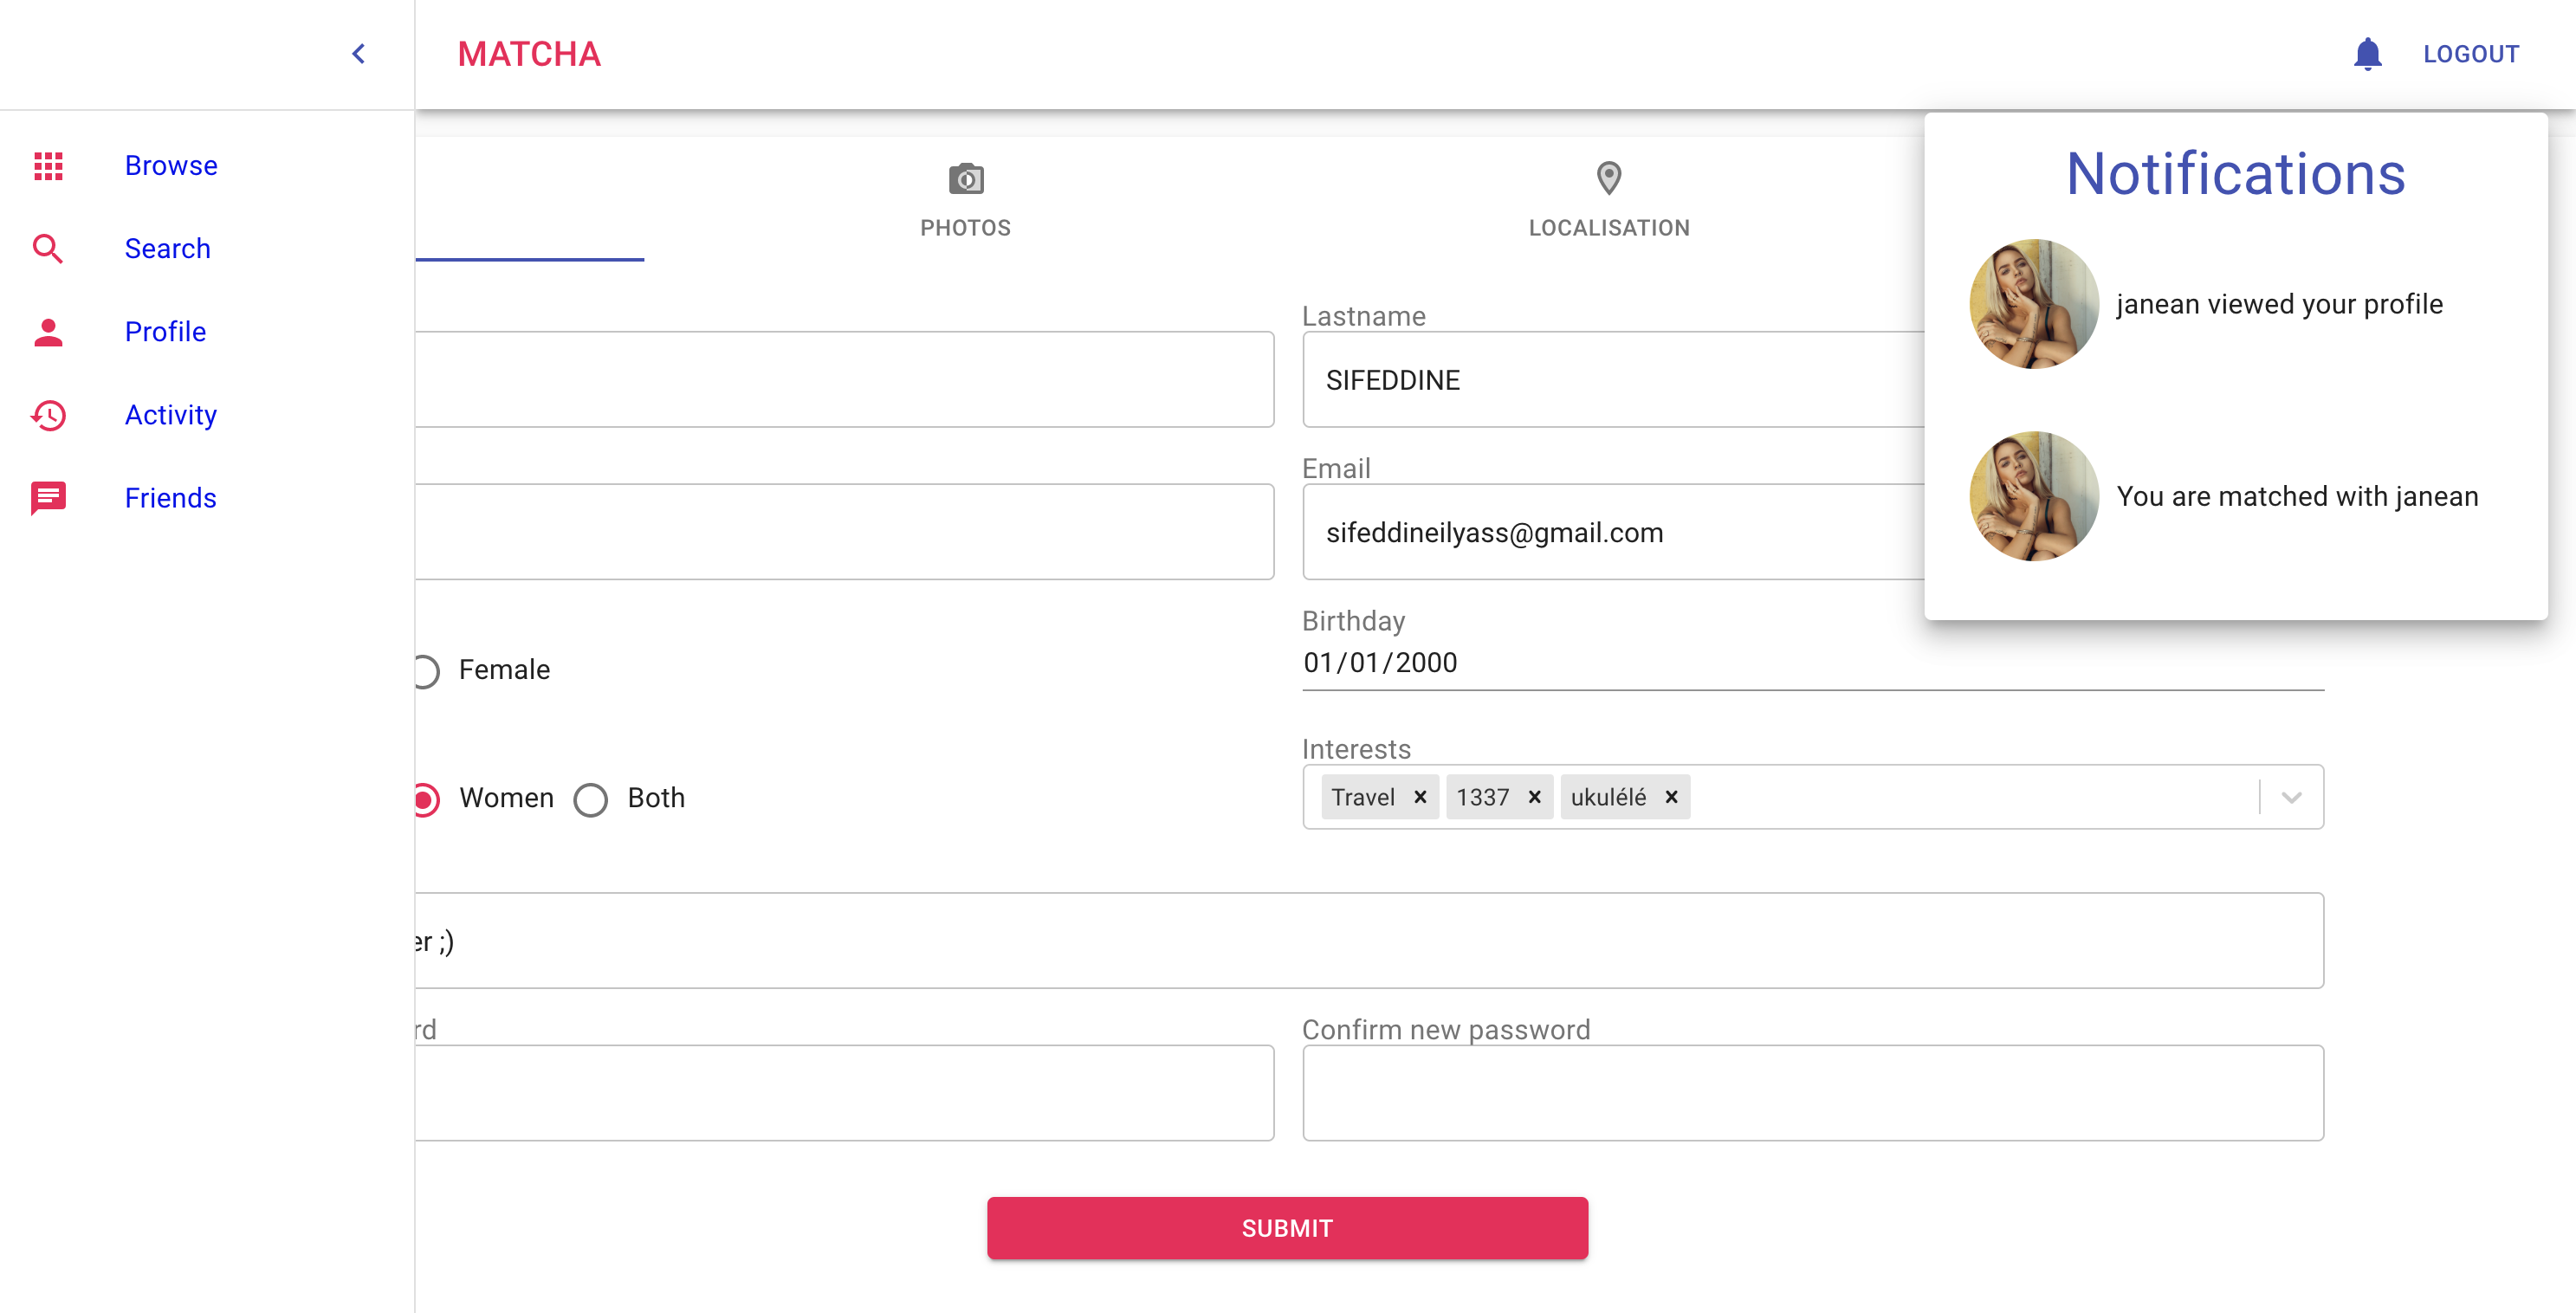 MATCHA
LOGOUT
Browse
Search
Profile
Activity
Friends
PHOTOS
LOCALISATION
Notifications
janean viewed your profile
You are matched with janean
Lastname
SIFEDDINE
Email
sifeddineilyass@gmail.com
Female
Birthday
01/01/2000
Women Both
Interests
Travel 1337 ukulélé
er ;)
rd
Confirm new password
SUBMIT